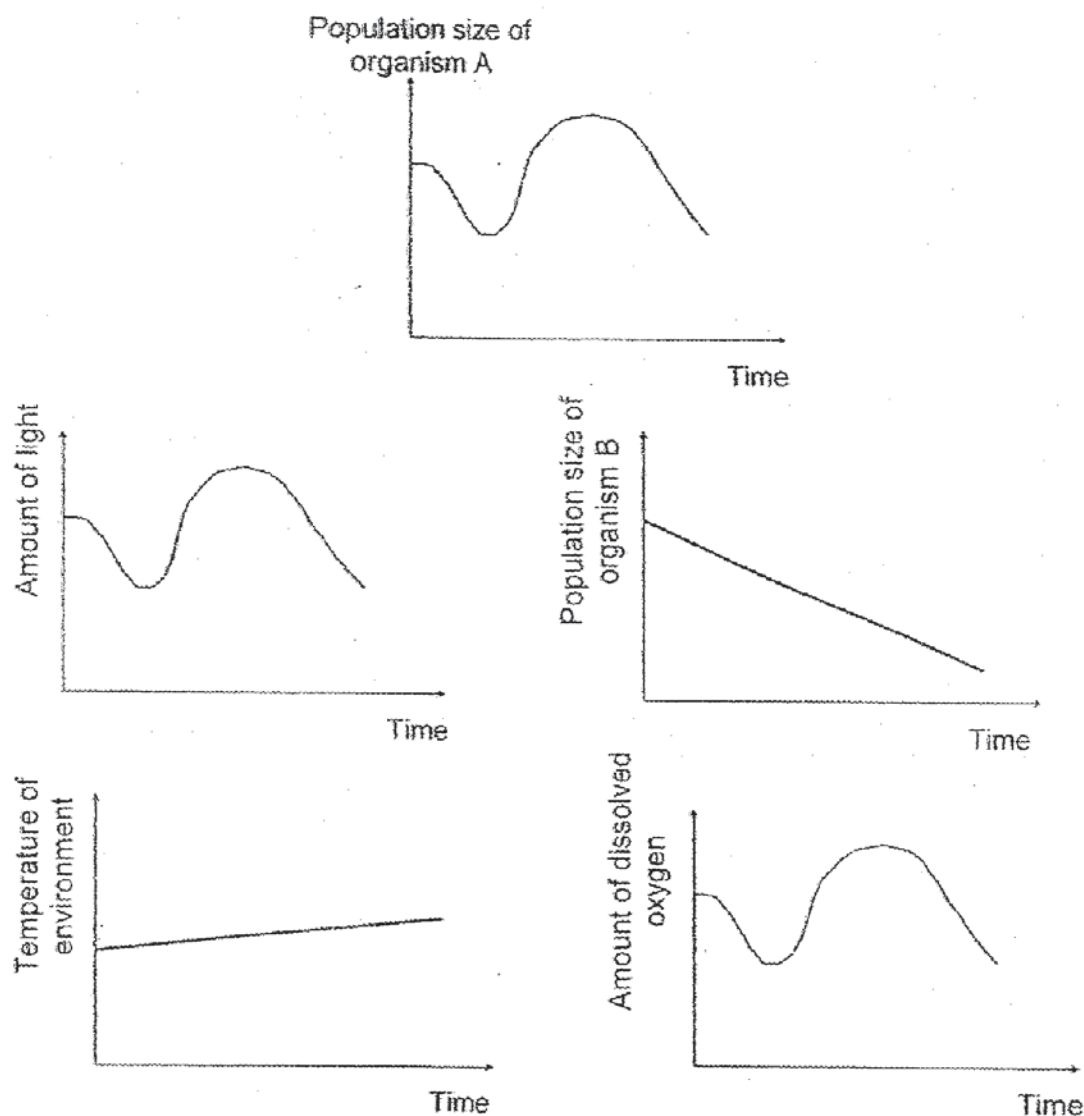 Population size of
organism A
Time
Amount of light
Time
Population size of
organism B
Time
Temperature of
environment
Time
Amount of dissolved
oxygen
Time